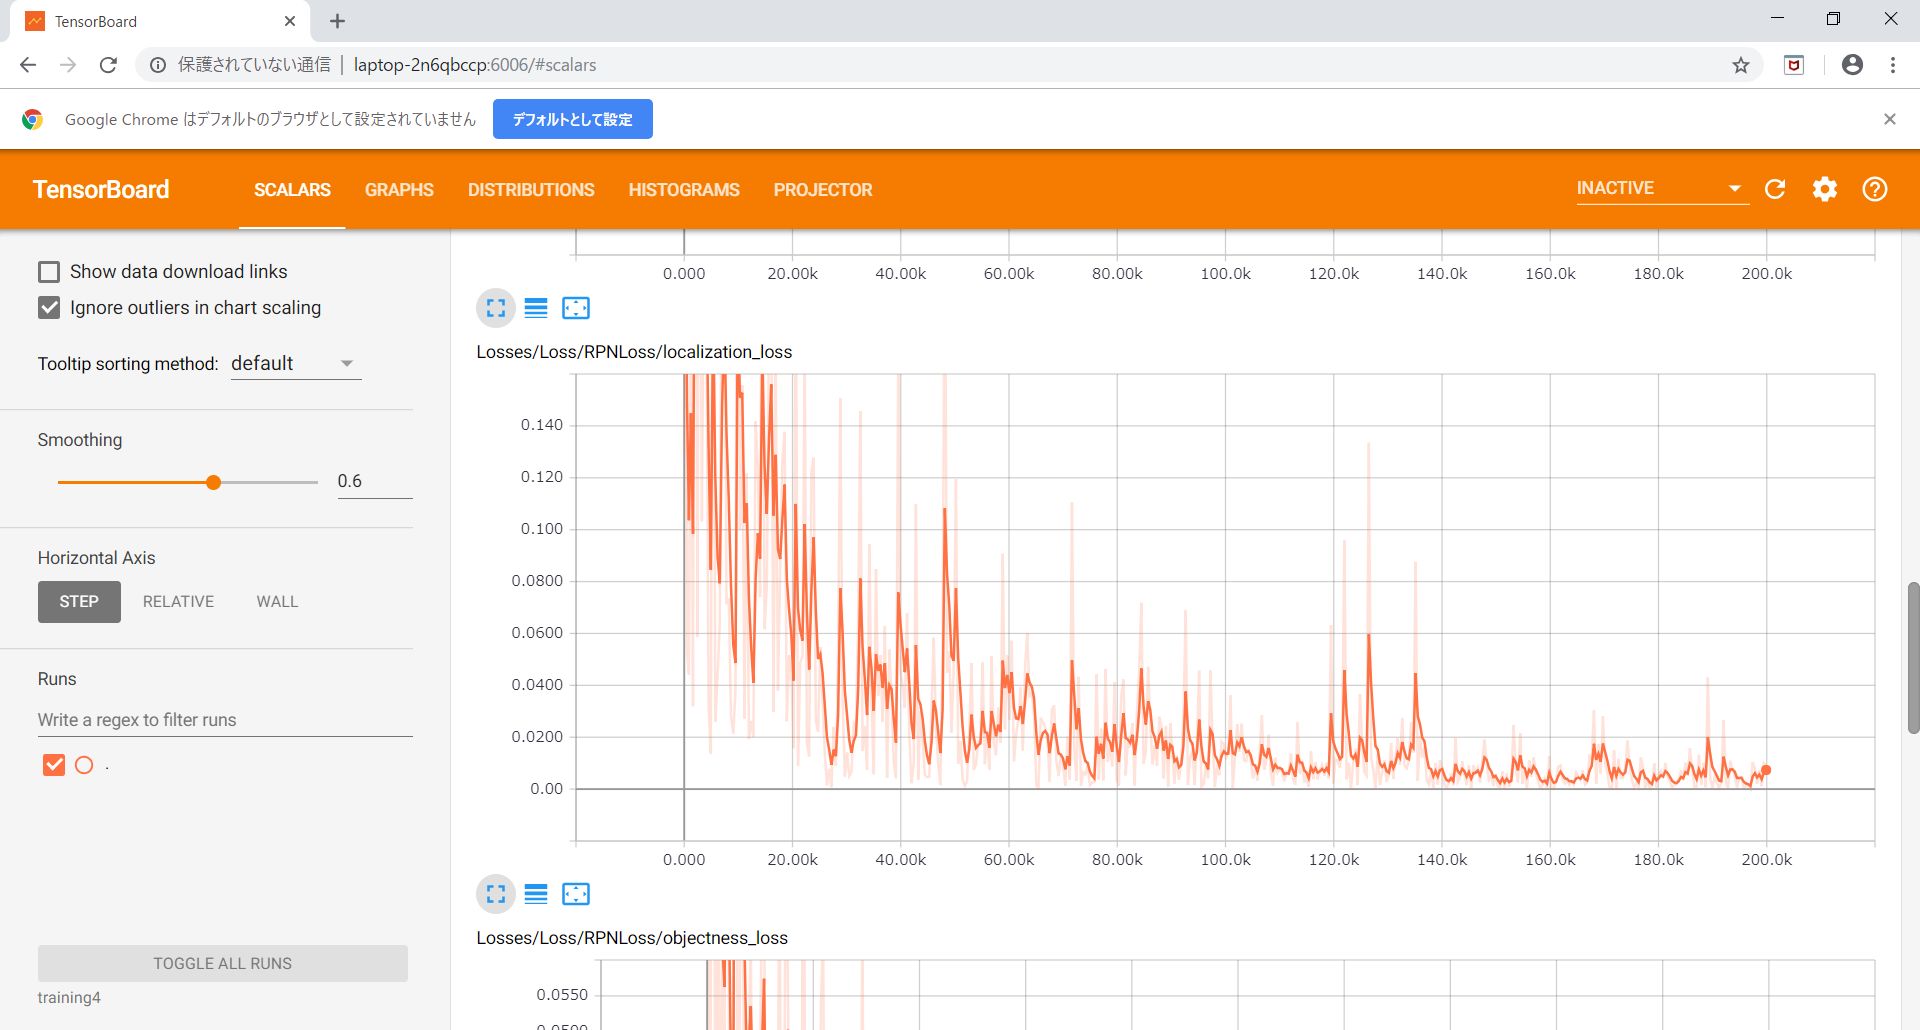 TensorBoard
保護されていない通信 | laptop-2n6qbccp:6006/#scalars
Google Chrome はデフォルトのブラウザとして設定されていません デフォルトとして設定
TensorBoard SCALARS GRAPHS DISTRIBUTIONS HISTOGRAMS PROJECTOR INACTIVE
Show data download links
Ignore outliers in chart scaling
Tooltip sorting method: default
Smoothing
0.6
Horizontal Axis
STEP RELATIVE WALL
Runs
Write a regex to filter runs
.
TOGGLE ALL RUNS
training4
0.000 20.00k 40.00k 60.00k 80.00k 100.0k 120.0k 140.0k 160.0k 180.0k 200.0k
Losses/Loss/RPNLoss/localization_loss
0.140
0.120
0.100
0.0800
0.0600
0.0400
0.0200
0.00
0.000 20.00k 40.00k 60.00k 80.00k 100.0k 120.0k 140.0k 160.0k 180.0k 200.0k
Losses/Loss/RPNLoss/objectness_loss
0.0550
0.0500